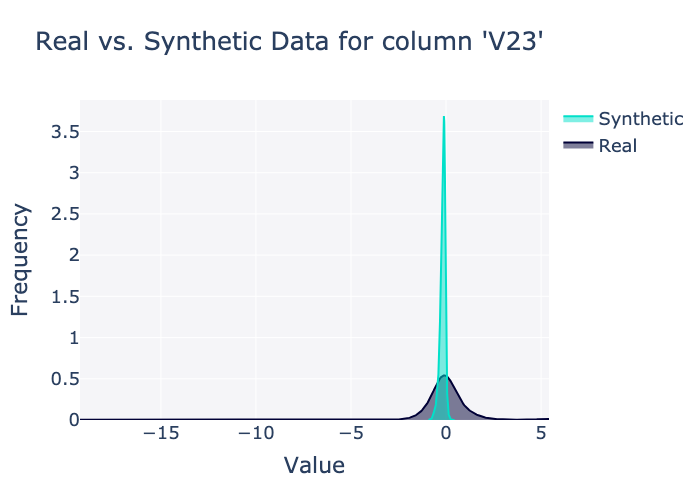 Real vs. Synthetic Data for column 'V23'
Synthetic
Real
3.5
3
2.5
2
1.5
1
0.5
0
Frequency
−15
−10
−5
0
5
Value